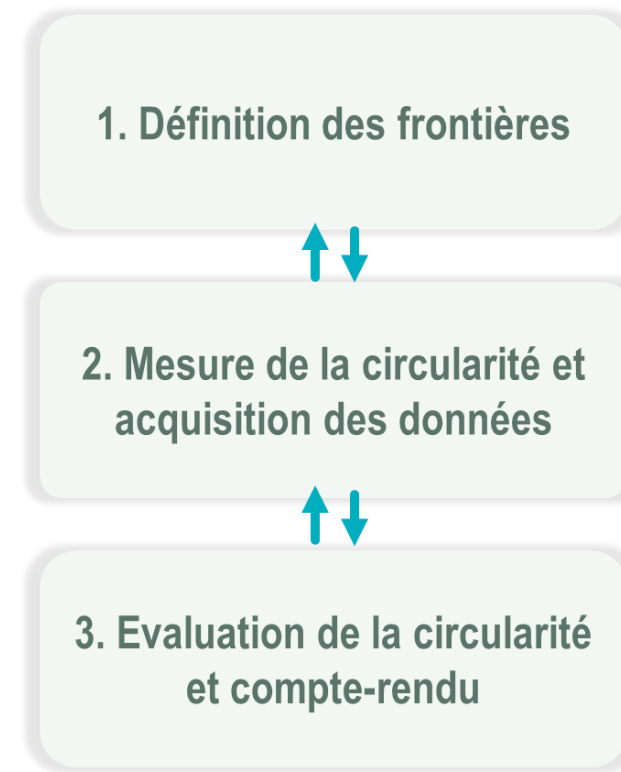 1. Définition des frontières
2. Mesure de la circularité et
acquisition des données
3. Evaluation de la circularité
et compte-rendu